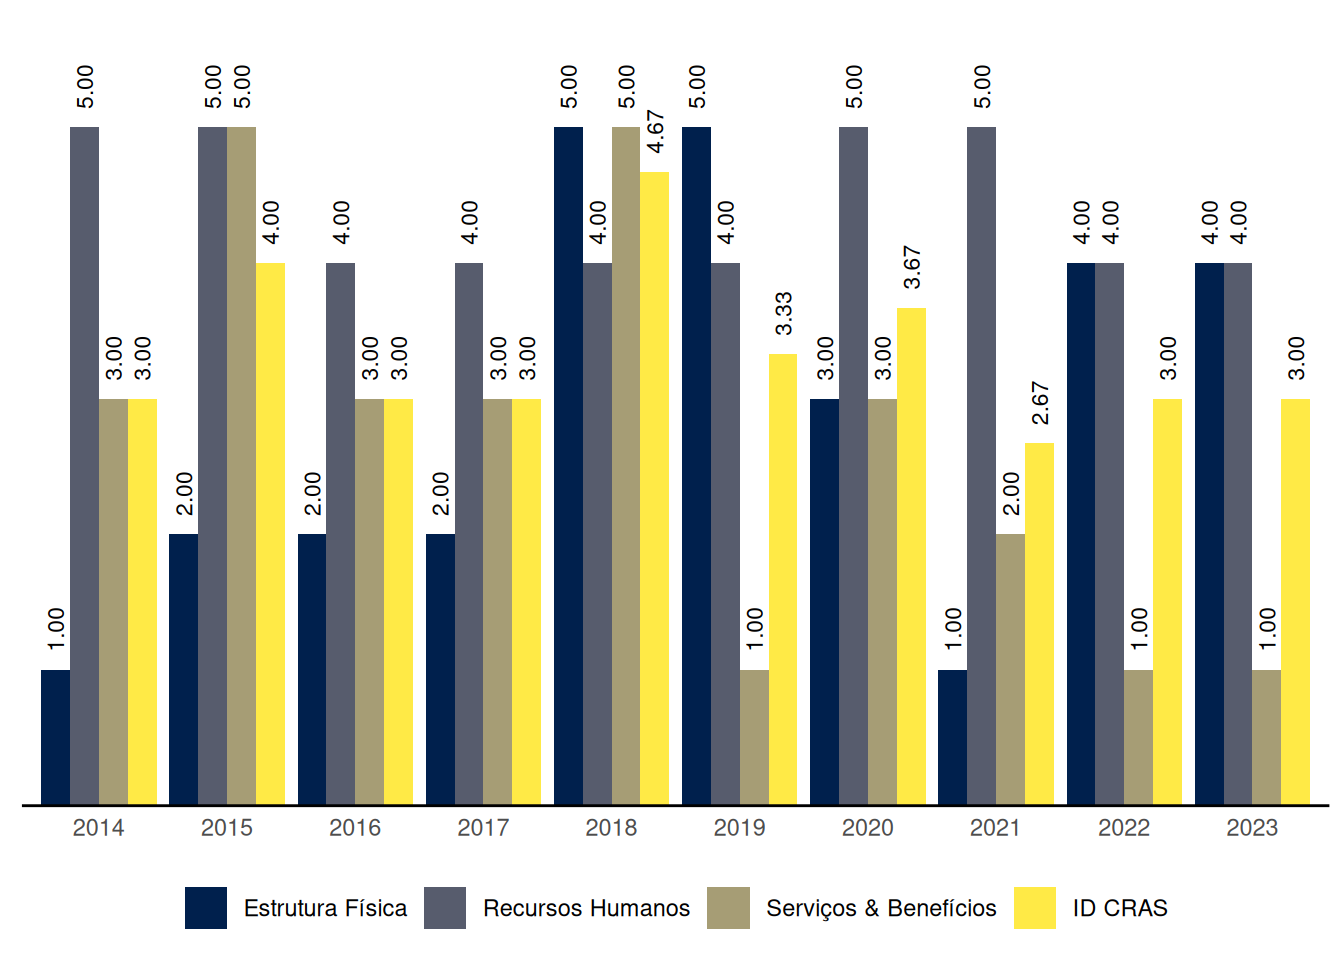 5.00 5.00 5.00 5.00 5.00 5.00 5.00 5.00
4.67
4.00 4.00 4.00 4.00 4.00 4.00 4.00 4.00 4.00
3.67
3.33
3.00 3.00 3.00 3.00 3.00 3.00 3.00 3.00 3.00 3.00
2.67
2.00 2.00 2.00 2.00
1.00 1.00 1.00 1.00 1.00
2014 2015 2016 2017 2018 2019 2020 2021 2022 2023
Estrutura Física Recursos Humanos Serviços & Benefícios ID CRAS